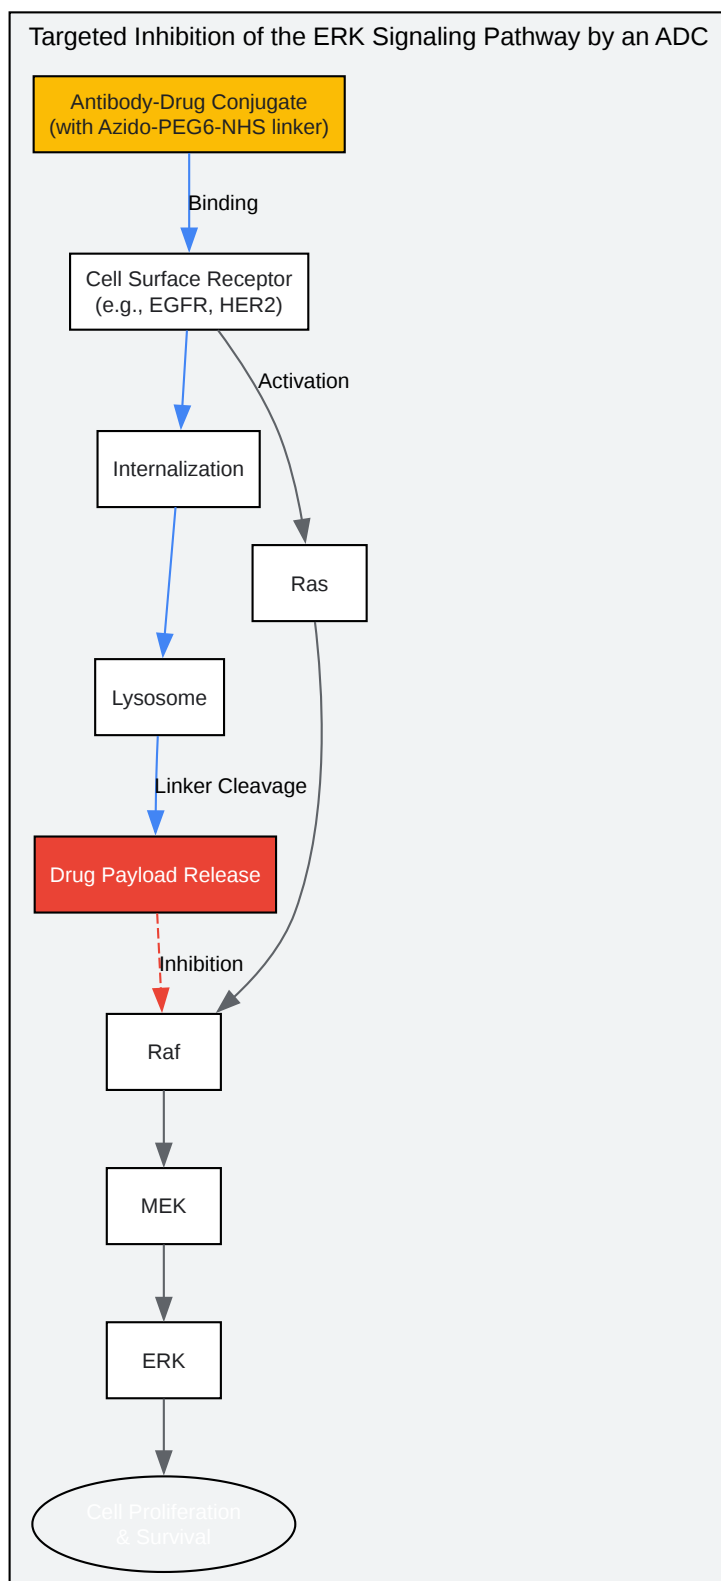 Targeted Inhibition of the ERK Signaling Pathway by an ADC
Antibody-Drug Conjugate
(with Azido-PEG6-NHS linker)
Binding
Cell Surface Receptor
(e.g., EGFR, HER2)
Activation
Internalization
Ras
Lysosome
Linker Cleavage
Drug Payload Release
Inhibition
Raf
MEK
ERK
Cell Proliferation
& Survival